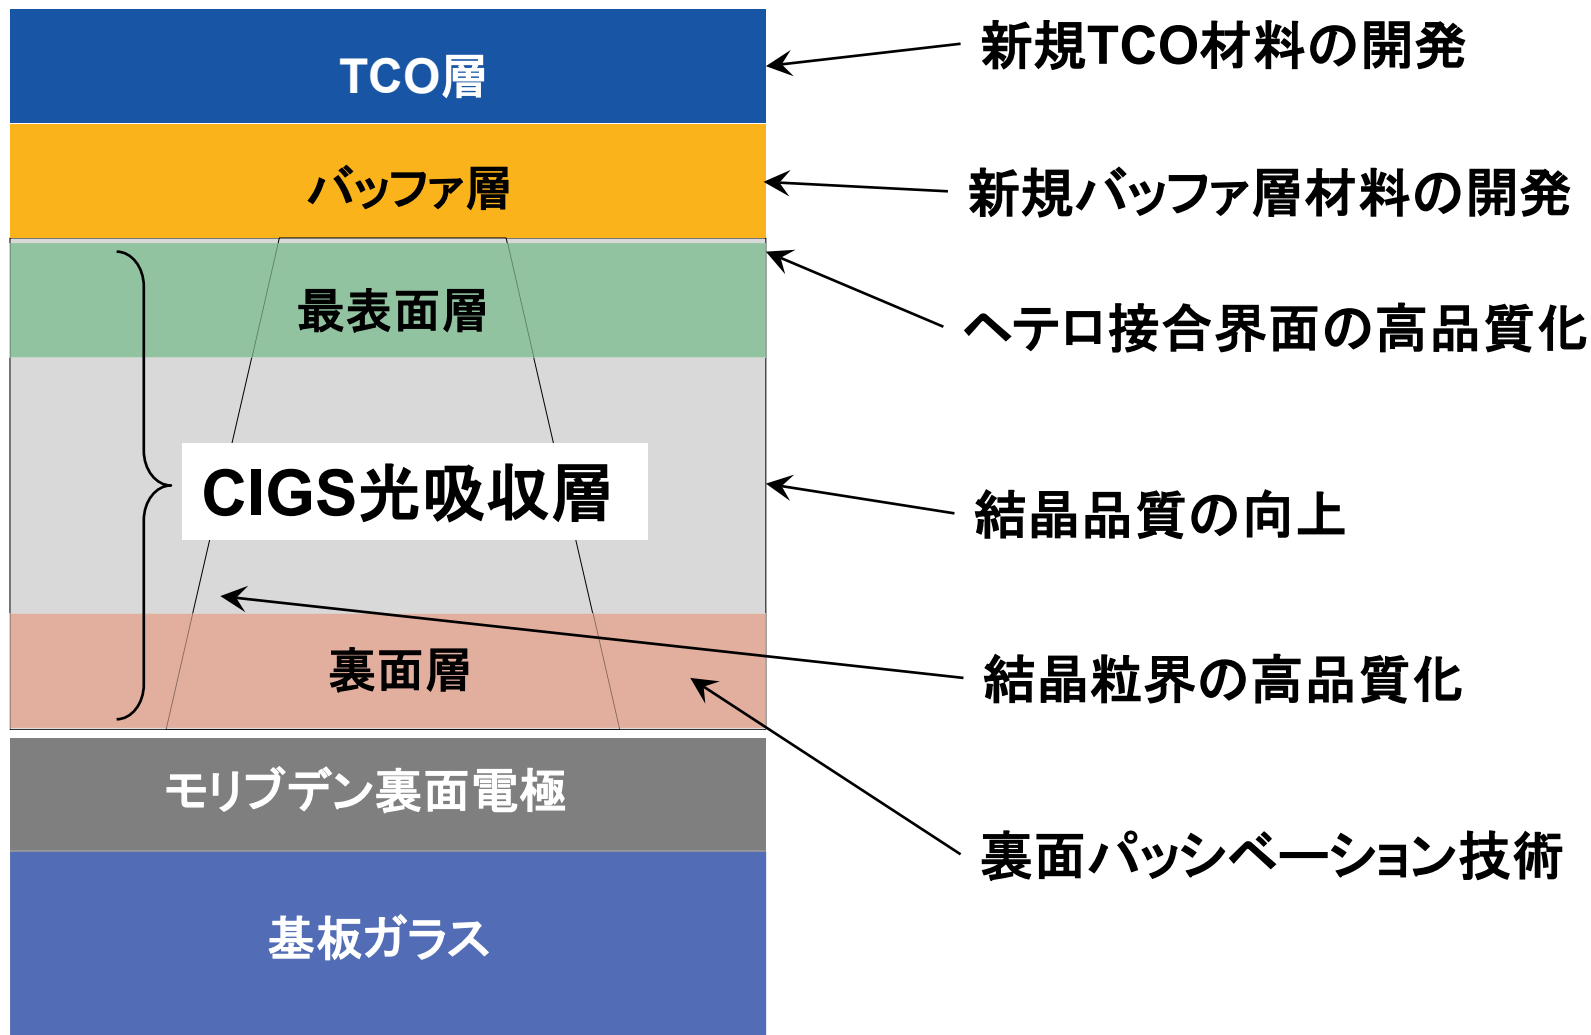 TCO層
新規TCO材料の開発
バッファ層
新規バッファ層材料の開発
最表面層
ヘテロ接合界面の高品質化
CIGS光吸収層
結晶品質の向上
裏面層
結晶粒界の高品質化
モリブデン裏面電極
裏面パッシベーション技術
基板ガラス